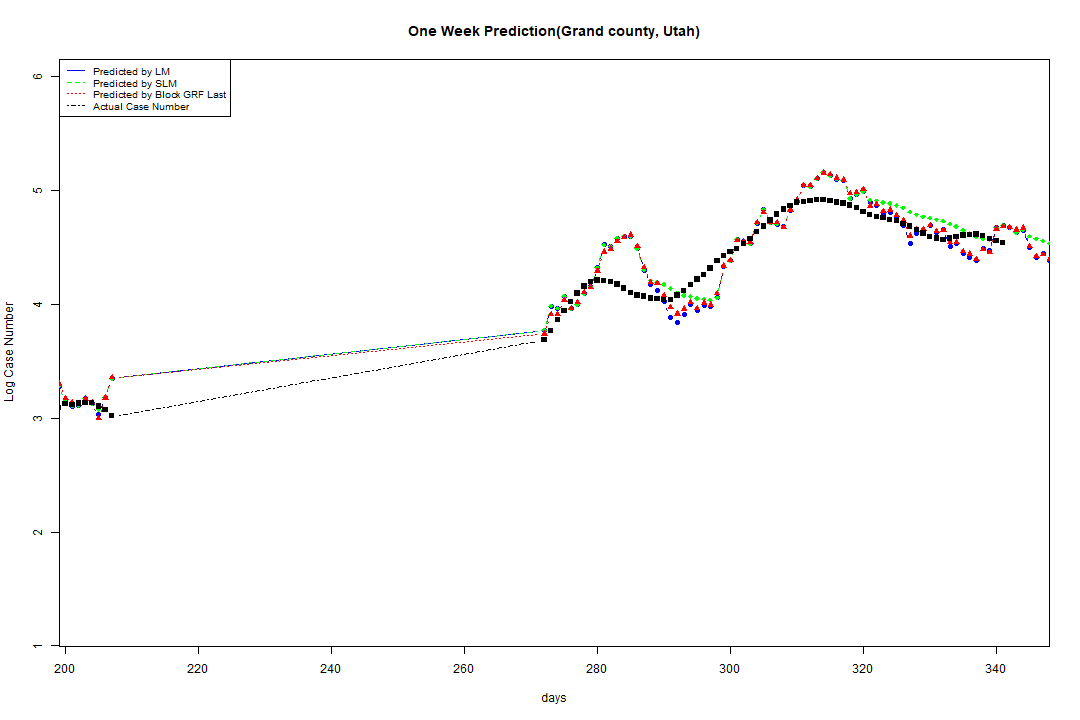 One Week Prediction(Grand county, Utah)
6
Predicted by LM
Predicted by SLM
Predicted by Block GRF Last
Actual Case Number
5
4
Log Case Number
3
2
1
200 220 240 260 280 300 320 340
days